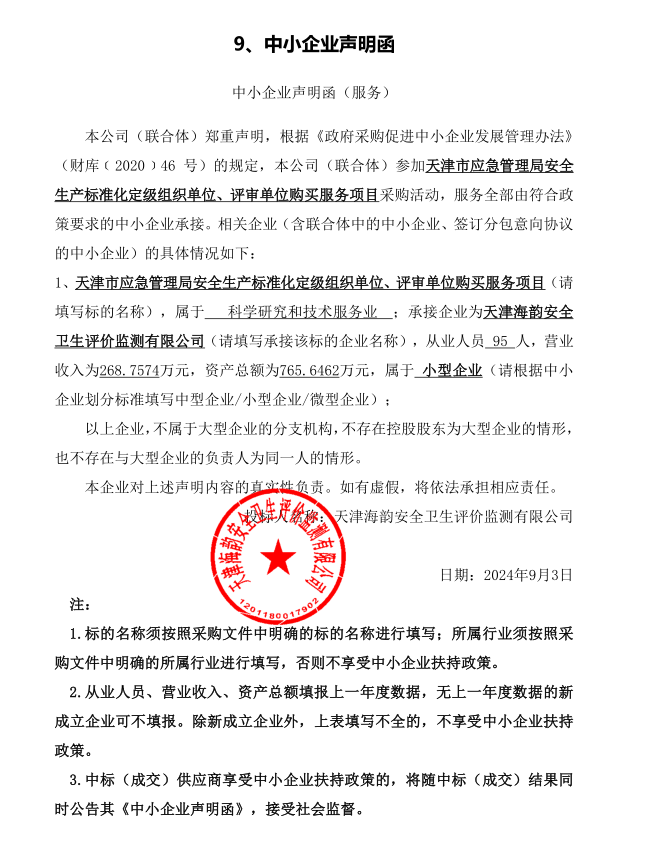 9、中小企业声明函
中小企业声明函（服务）
本公司（联合体）郑重声明，根据《政府采购促进中小企业发展管理办法》
（财库﹝2020﹞46 号）的规定，本公司（联合体）参加天津市应急管理局安全
生产标准化定级组织单位、评审单位购买服务项目采购活动，服务全部由符合政
策要求的中小企业承接。相关企业（含联合体中的中小企业、签订分包意向协议
的中小企业）的具体情况如下：
1、天津市应急管理局安全生产标准化定级组织单位、评审单位购买服务项目（请
填写标的名称），属于 科学研究和技术服务业 ；承接企业为天津海韵安全
卫生评价监测有限公司（请填写承接该标的企业名称），从业人员 95 人，营业
收入为268.7574万元，资产总额为765.6462万元，属于 小型企业（请根据中小
企业划分标准填写中型企业/小型企业/微型企业）；
以上企业，不属于大型企业的分支机构，不存在控股股东为大型企业的情形，
也不存在与大型企业的负责人为同一人的情形。
本企业对上述声明内容的真实性负责。如有虚假，将依法承担相应责任。
投标人名称：天津海韵安全卫生评价监测有限公司
天津海韵安全卫生评价监测有限公司
1201180017902
日期：2024年9月3日
注：
1.标的名称须按照采购文件中明确的标的名称进行填写；所属行业须按照采
购文件中明确的所属行业进行填写，否则不享受中小企业扶持政策。
2.从业人员、营业收入、资产总额填报上一年度数据，无上一年度数据的新
成立企业可不填报。除新成立企业外，上表填写不全的，不享受中小企业扶持
政策。
3.中标（成交）供应商享受中小企业扶持政策的，将随中标（成交）结果同
时公告其《中小企业声明函》，接受社会监督。